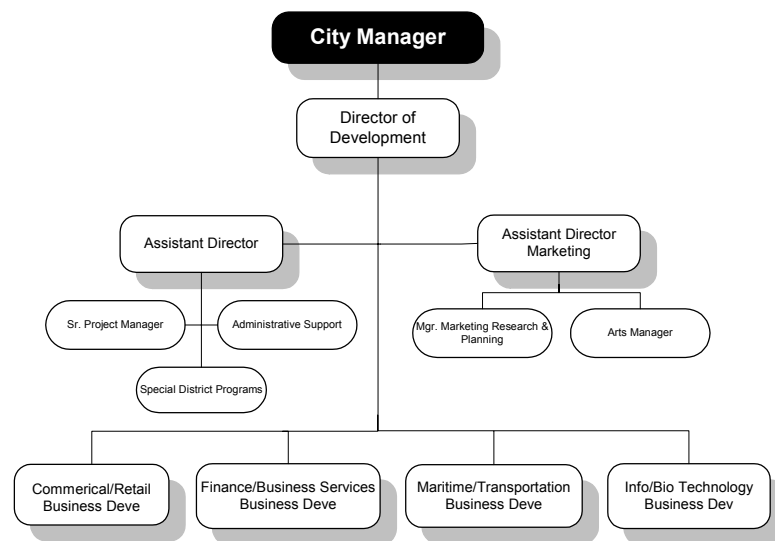 City Manager
Director of
Development
Assistant Director
Assistant Director
Marketing
Sr. Project Manager
Administrative Support
Mgr. Marketing Research &
Planning
Arts Manager
Special District Programs
Commerical/Retail
Business Deve
Finance/Business Services
Business Deve
Maritime/Transportation
Business Deve
Info/Bio Technology
Business Dev